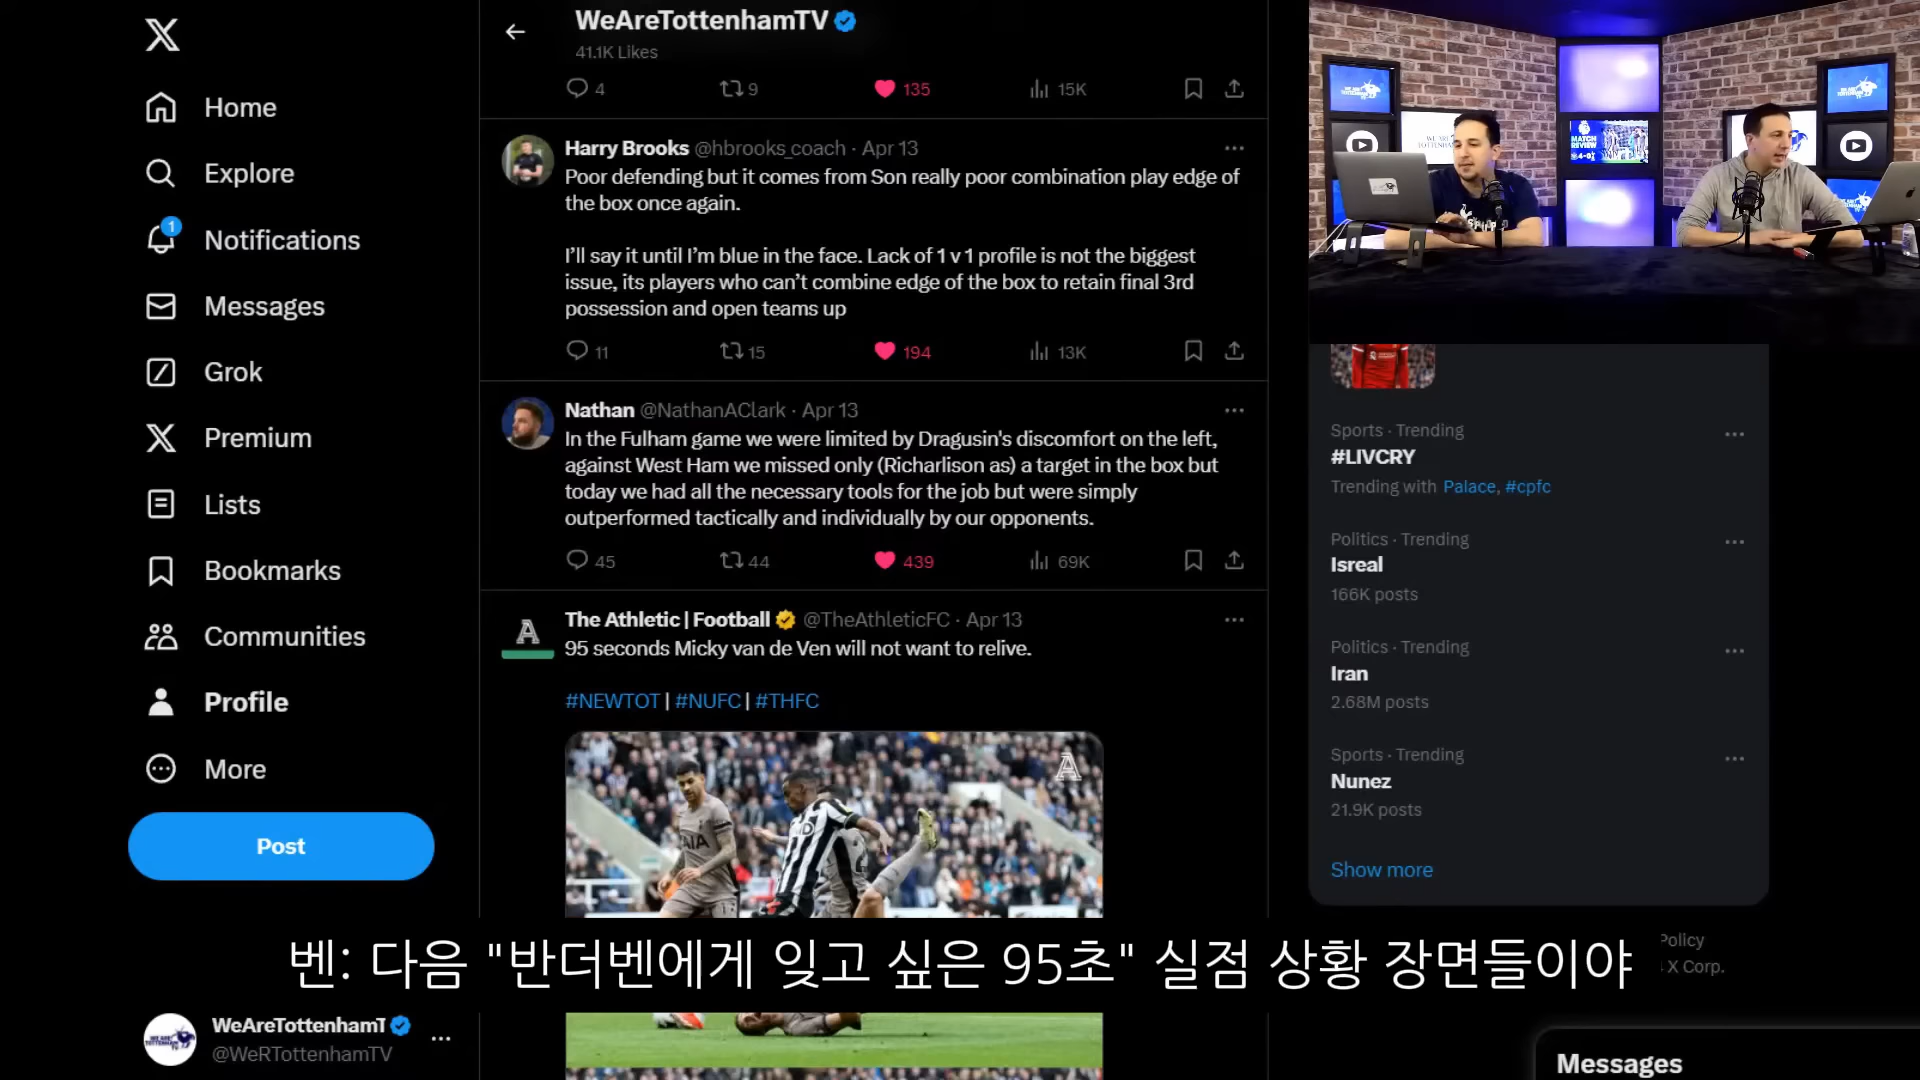 Home
Explore
1
Notifications
Messages
Grok
Premium
Lists
Bookmarks
Communities
Profile
More
Post
WeAreTottenhamT
@WeRTottenhamTV
WeAreTottenhamTV
41.1K Likes
4 9 135 15K
Harry Brooks @hbrooks_coach · Apr 13
Poor defending but it comes from Son really poor combination play edge of
the box once again.
I'll say it until I'm blue in the face. Lack of 1 v 1 profile is not the biggest
issue, its players who can't combine edge of the box to retain final 3rd
possession and open teams up
11 15 194 13K
Nathan @NathanAClark · Apr 13
In the Fulham game we were limited by Dragusin's discomfort on the left,
against West Ham we missed only (Richarlison as) a target in the box but
today we had all the necessary tools for the job but were simply
outperformed tactically and individually by our opponents.
45 44 439 69K
The Athletic | Football @TheAthleticFC · Apr 13
95 seconds Micky van de Ven will not want to relive.
#NEWTOT | #NUFC | #THFC
MATCH
REVIEW
4-0
Sports · Trending
#LIVCRY
Trending with Palace, #cpfc
Politics · Trending
Isreal
166K posts
Politics · Trending
Iran
2.68M posts
Sports · Trending
Nunez
21.9K posts
Show more
Policy
X Corp.
벤: 다음 "반더벤에게 잊고 싶은 95초" 실점 상황 장면들이야
Messages